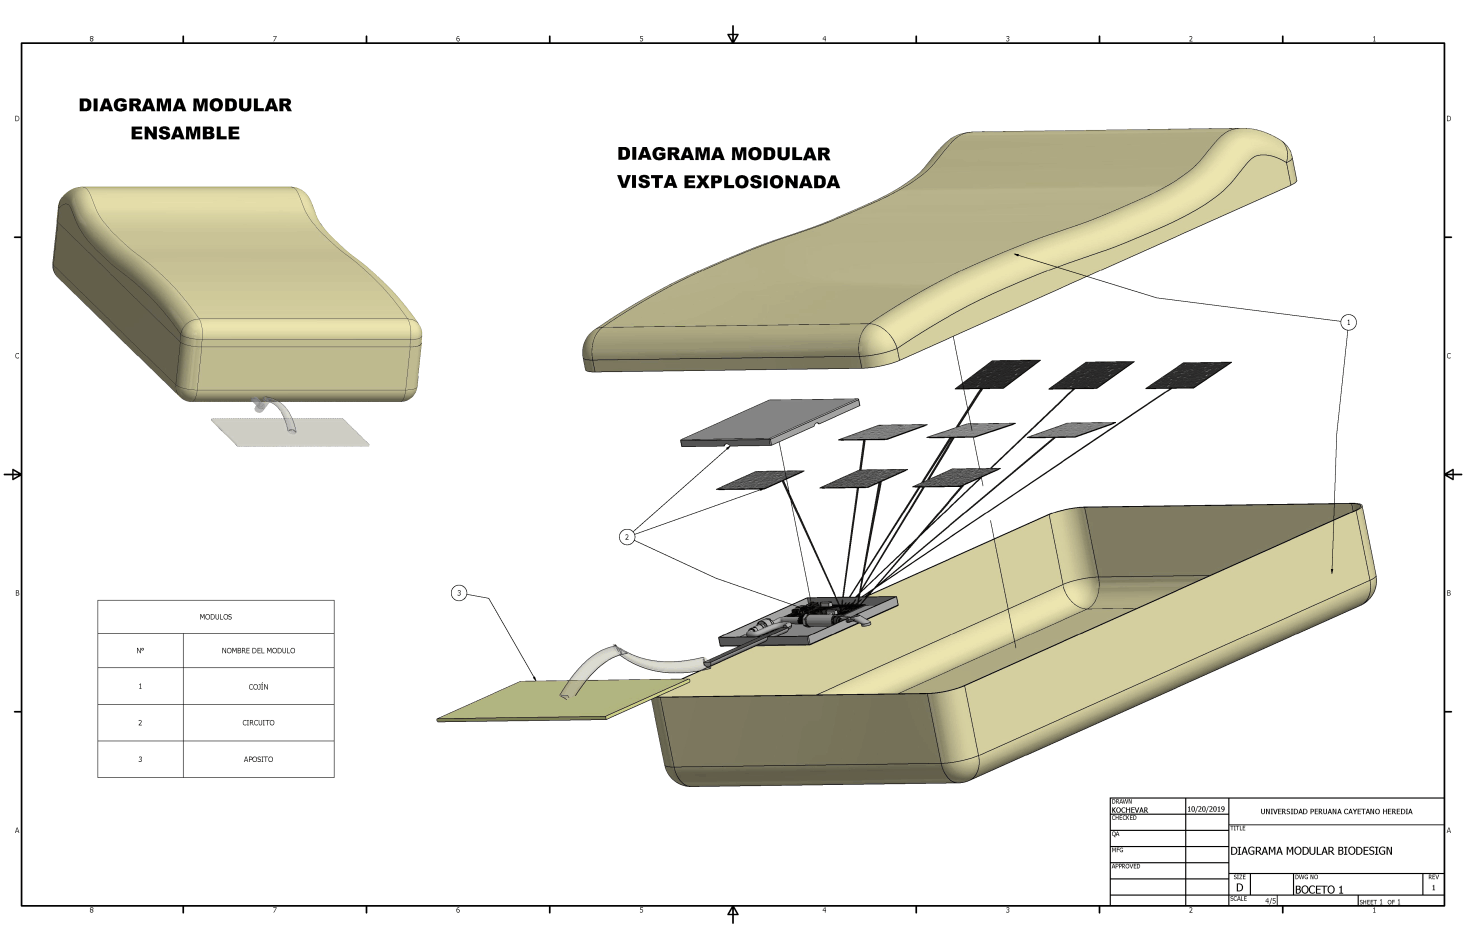 8 7 6 5 4 3 2 1
D
D
C
C
B
B
A
A
DIAGRAMA MODULAR
ENSAMBLE
DIAGRAMA MODULAR
VISTA EXPLOSIONADA
1
2
3
MODULOS
Nº NOMBRE DEL MODULO
1 COJÍN
2 CIRCUITO
3 APOSITO
DRAWN
KOCHEVAR 10/20/2019
CHECKED
QA
MFG
APPROVED
UNIVERSIDAD PERUANA CAYETANO HEREDIA
TITLE
DIAGRAMA MODULAR BIODESIGN
SIZE
D
DWG NO
BOCETO 1
REV
1
SCALE 4/5
SHEET 1 OF 1
8 7 6 5 4 3 2 1